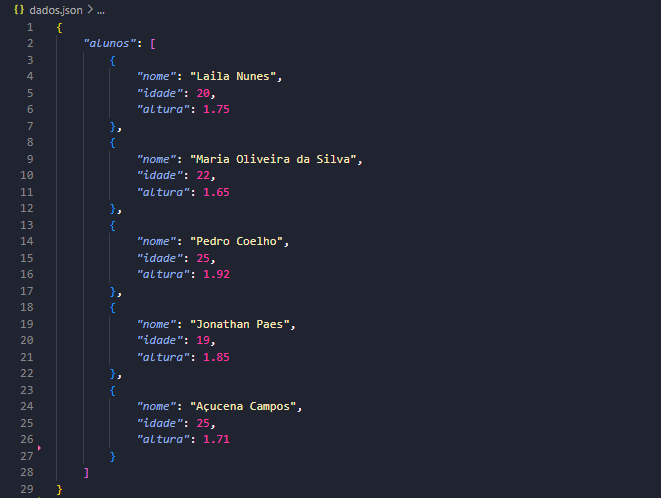 {} dados.json > ...
1 {
2 "alunos": [
3 {
4 "nome": "Laila Nunes",
5 "idade": 20,
6 "altura": 1.75
7 },
8 {
9 "nome": "Maria Oliveira da Silva",
10 "idade": 22,
11 "altura": 1.65
12 },
13 {
14 "nome": "Pedro Coelho",
15 "idade": 25,
16 "altura": 1.92
17 },
18 {
19 "nome": "Jonathan Paes",
20 "idade": 19,
21 "altura": 1.85
22 },
23 {
24 "nome": "Açucena Campos",
25 "idade": 25,
26 "altura": 1.71
27 }
28 ]
29 }